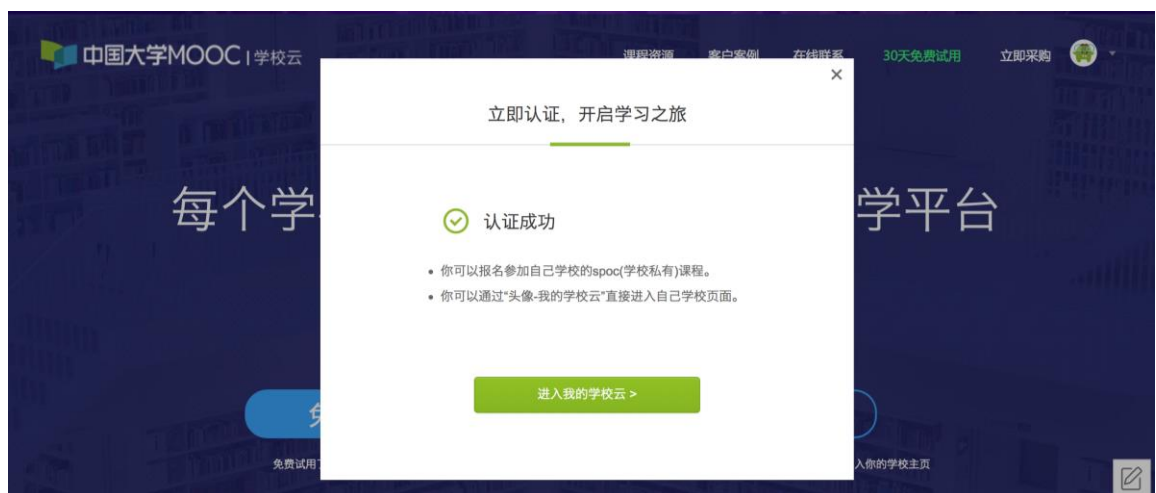 中国大学MOOC | 学校云
课程资源 客户案例 在线联系 30天免费试用 立即采购
立即认证，开启学习之旅
每个学
学平台
认证成功
你可以报名参加自己学校的spoc(学校私有)课程。
你可以通过“头像-我的学校云”直接进入自己学校页面。
进入我的学校云 >
免费试用
入你的学校主页